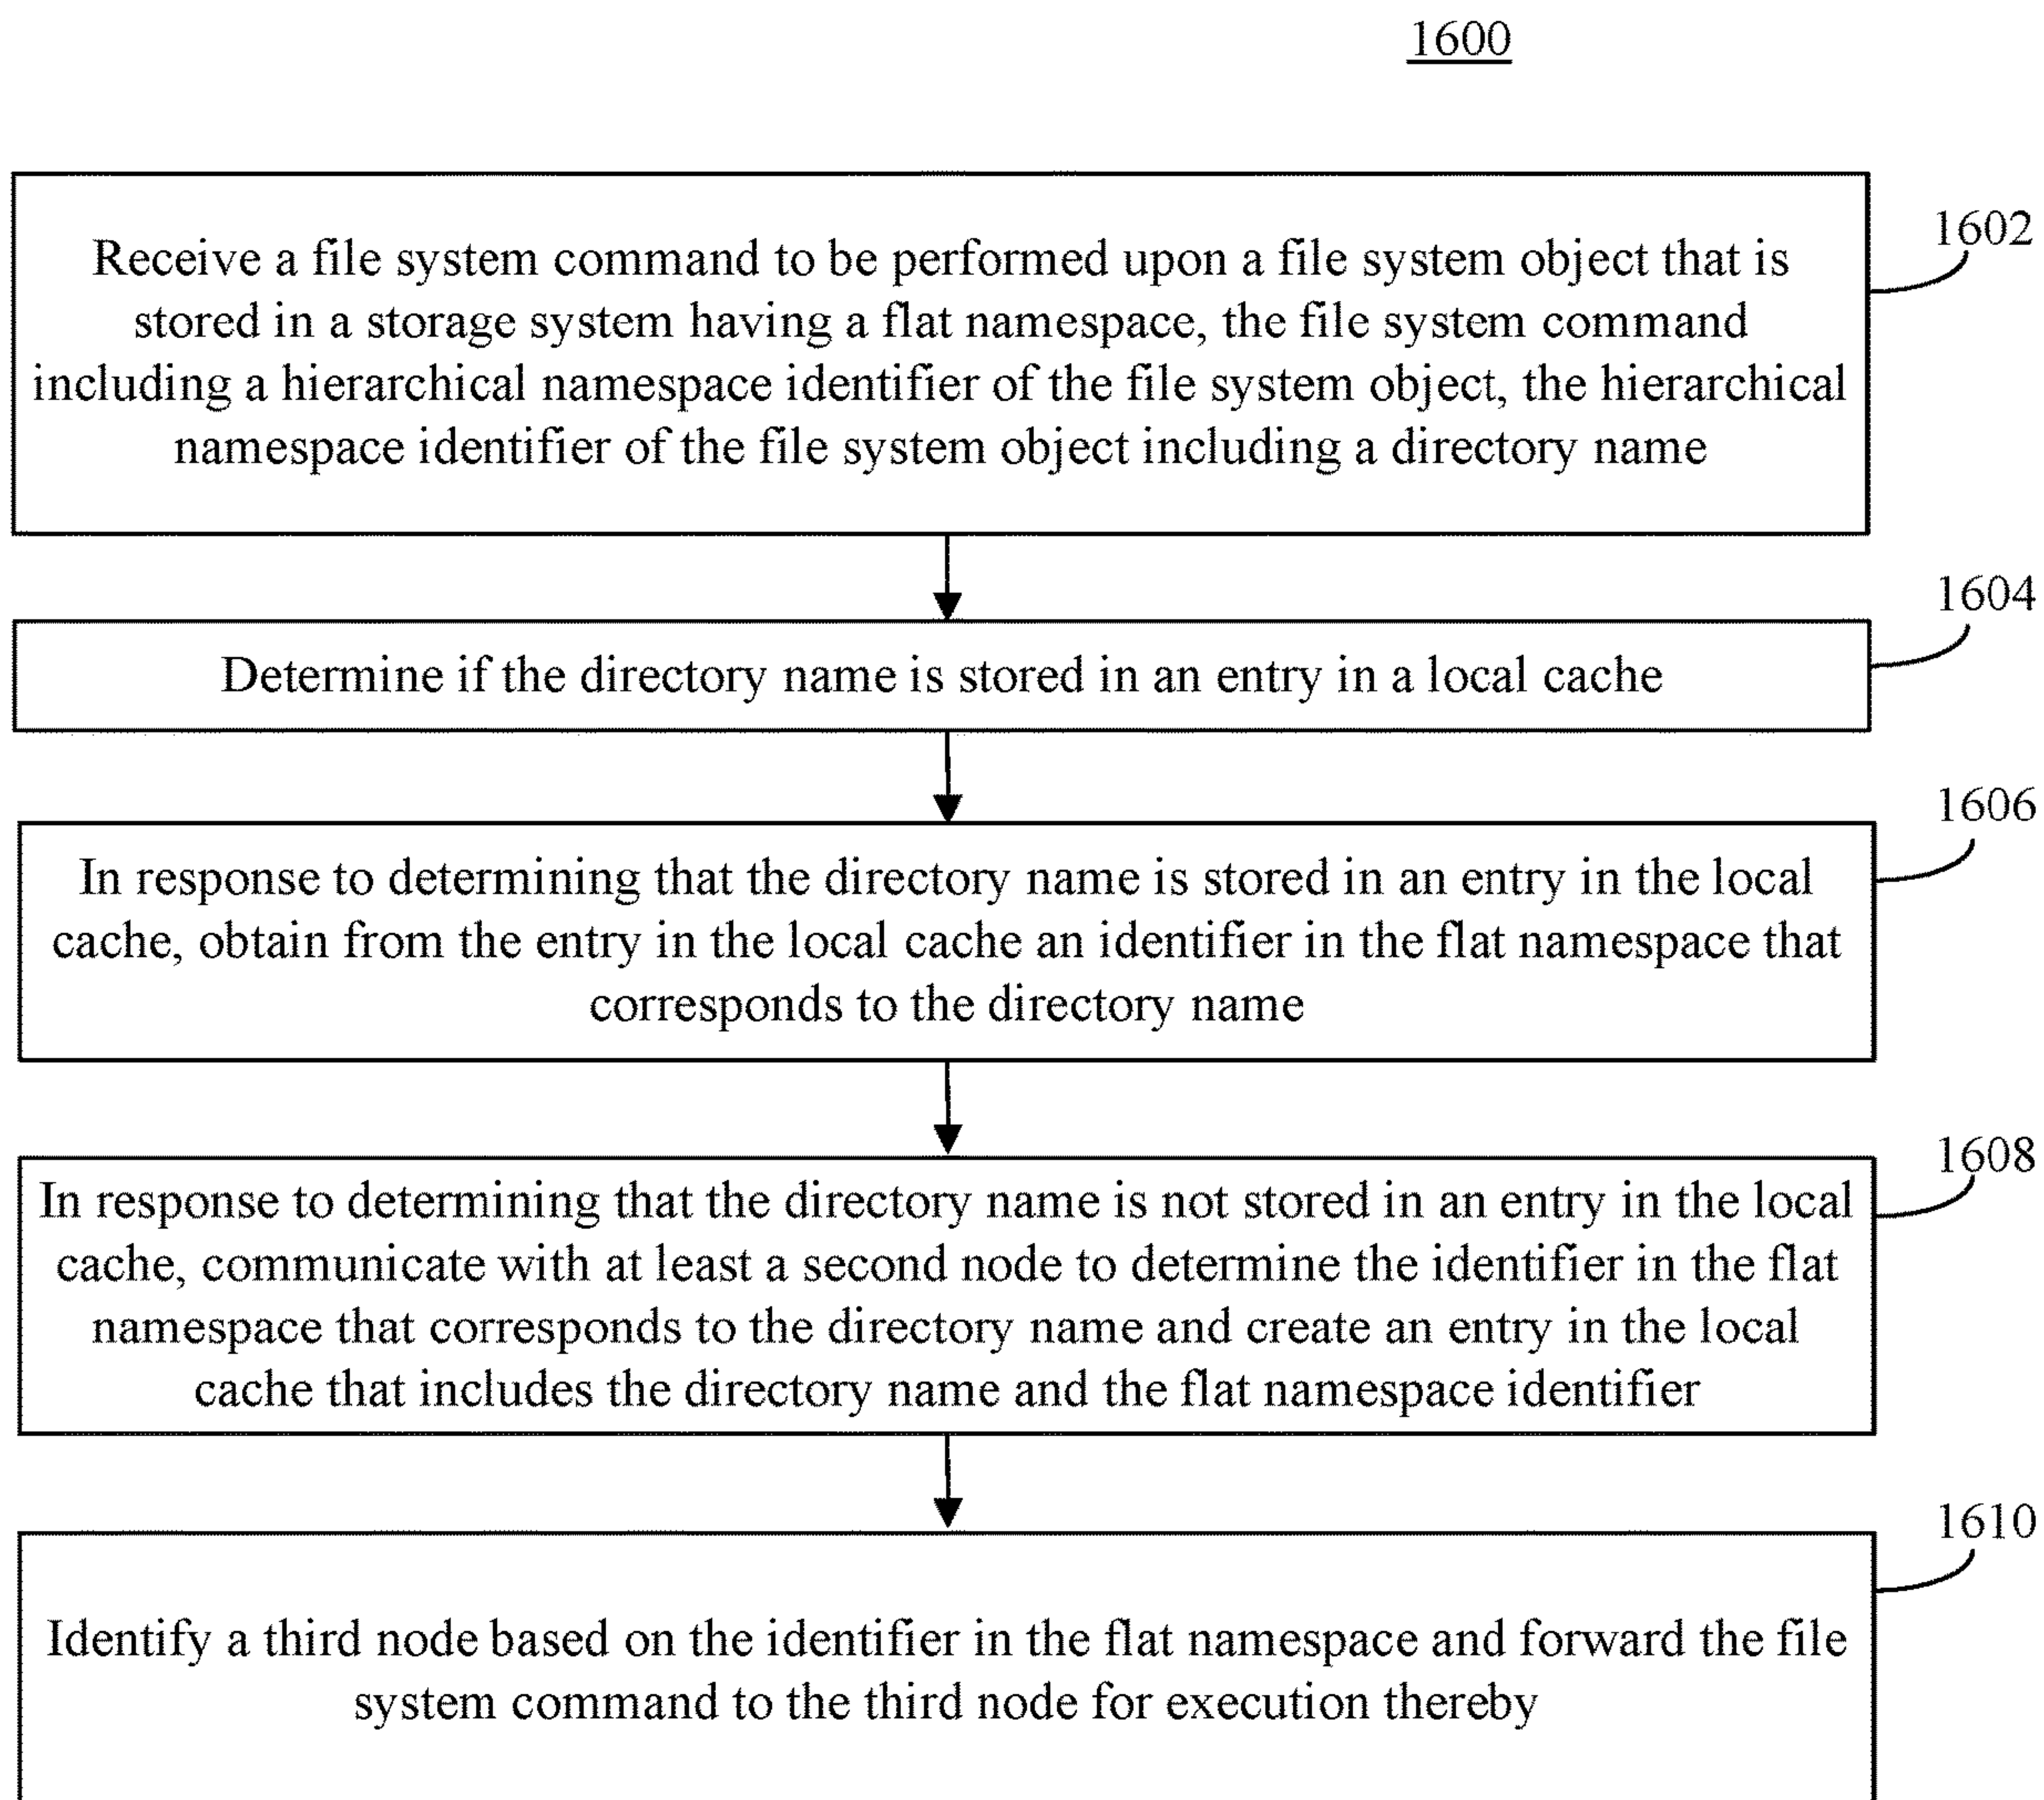 1600
Receive a file system command to be performed upon a file system object that is
stored in a storage system having a flat namespace, the file system command
including a hierarchical namespace identifier of the file system object, the hierarchical
namespace identifier of the file system object including a directory name
1602
Determine if the directory name is stored in an entry in a local cache
1604
In response to determining that the directory name is stored in an entry in the local
cache, obtain from the entry in the local cache an identifier in the flat namespace that
corresponds to the directory name
1606
In response to determining that the directory name is not stored in an entry in the local
cache, communicate with at least a second node to determine the identifier in the flat
namespace that corresponds to the directory name and create an entry in the local
cache that includes the directory name and the flat namespace identifier
1608
Identify a third node based on the identifier in the flat namespace and forward the file
system command to the third node for execution thereby
1610